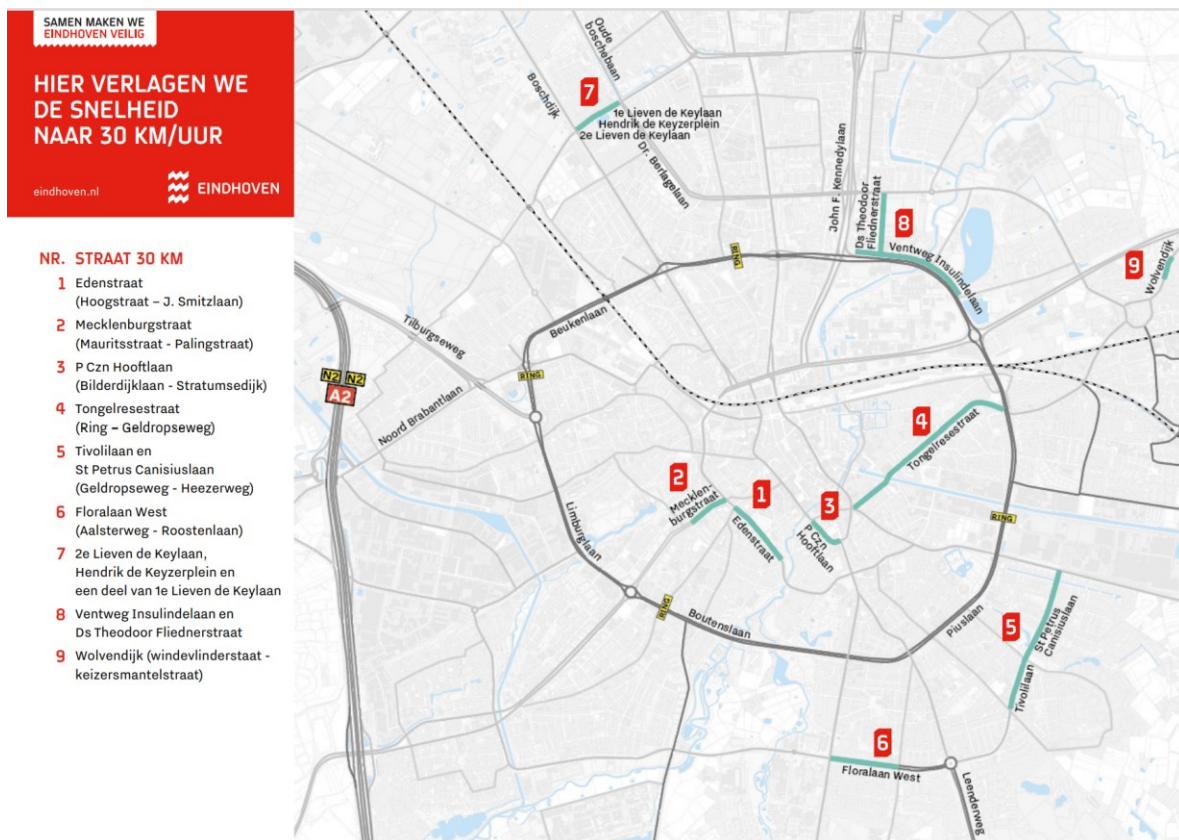 SAMEN MAKEN WE
EINDHOVEN VEILIG
HIER VERLAGEN WE
DE SNELHEID
NAAR 30 KM/UUR
eindhoven.nl
EINDHOVEN
NR. STRAAT 30 KM
1 Edenstraat
(Hoogstraat – J. Smitzlaan)
2 Mecklenburgstraat
(Mauritsstraat - Palingstraat)
3 P Czn Hooftlaan
(Bilderdijklaan - Stratumsedijk)
4 Tongelresestraat
(Ring – Geldropseweg)
5 Tivolilaan en
St Petrus Canisiuslaan
(Geldropseweg - Heezerweg)
6 Floralaan West
(Aalsterweg - Roostenlaan)
7 2e Lieven de Keylaan,
Hendrik de Keyzerplein en
een deel van 1e Lieven de Keylaan
8 Ventweg Insulindelaan en
Ds Theodoor Fliednerstraat
9 Wolvendijk (windevlinderstaat -
keizersmantelstraat)
Oude
boschebaan
Boschdijk
7
1e Lieven de Keylaan
Hendrik de Keyzerplein
2e Lieven de Keylaan
Dr. Berlagelaan
John F. Kennedylaan
Ds Theodoor
Fliednerstraat
8
Ventweg Insulindelaan
RING
9
Wolvendijk
Beukenlaan
Tilburgseweg
RING
N2 N2
A2
Noord Brabantlaan
4
Tongelresestraat
2
Mecklen-
burgstraat
1
Edenstraat
3
P Czn
Hooftlaan
RING
Limburglaan
RING
Boutenslaan
Piuslaan
5
St Petrus
Canisiuslaan
Tivolilaan
6
Floralaan West
Leenderweg